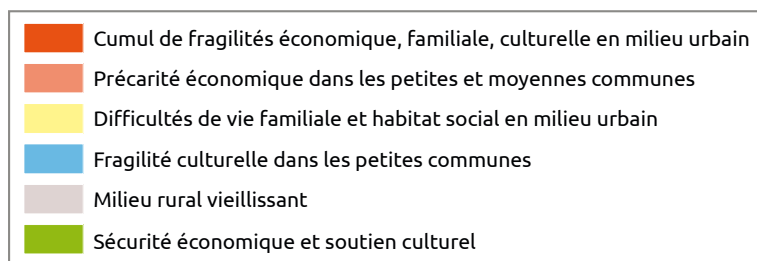 Cumul de fragilités économique, familiale, culturelle en milieu urbain
Précarité économique dans les petites et moyennes communes
Difficultés de vie familiale et habitat social en milieu urbain
Fragilité culturelle dans les petites communes
Milieu rural vieillissant
Sécurité économique et soutien culturel